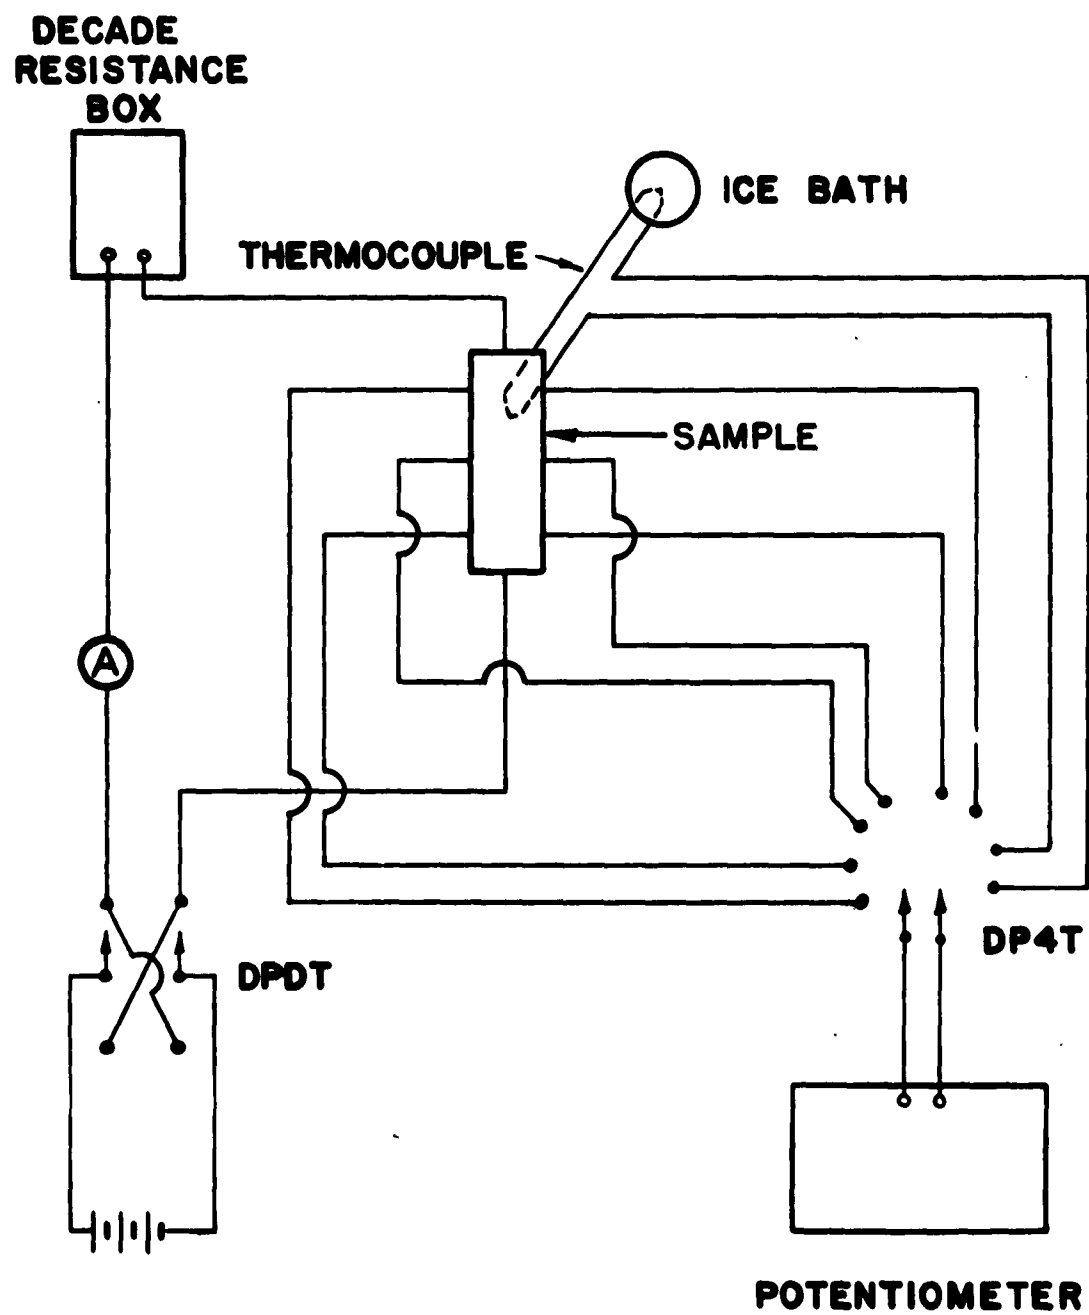 DECADE
RESISTANCE
BOX
ICE BATH
THERMOCOUPLE
SAMPLE
A
DPDT
DP4T
POTENTIOMETER